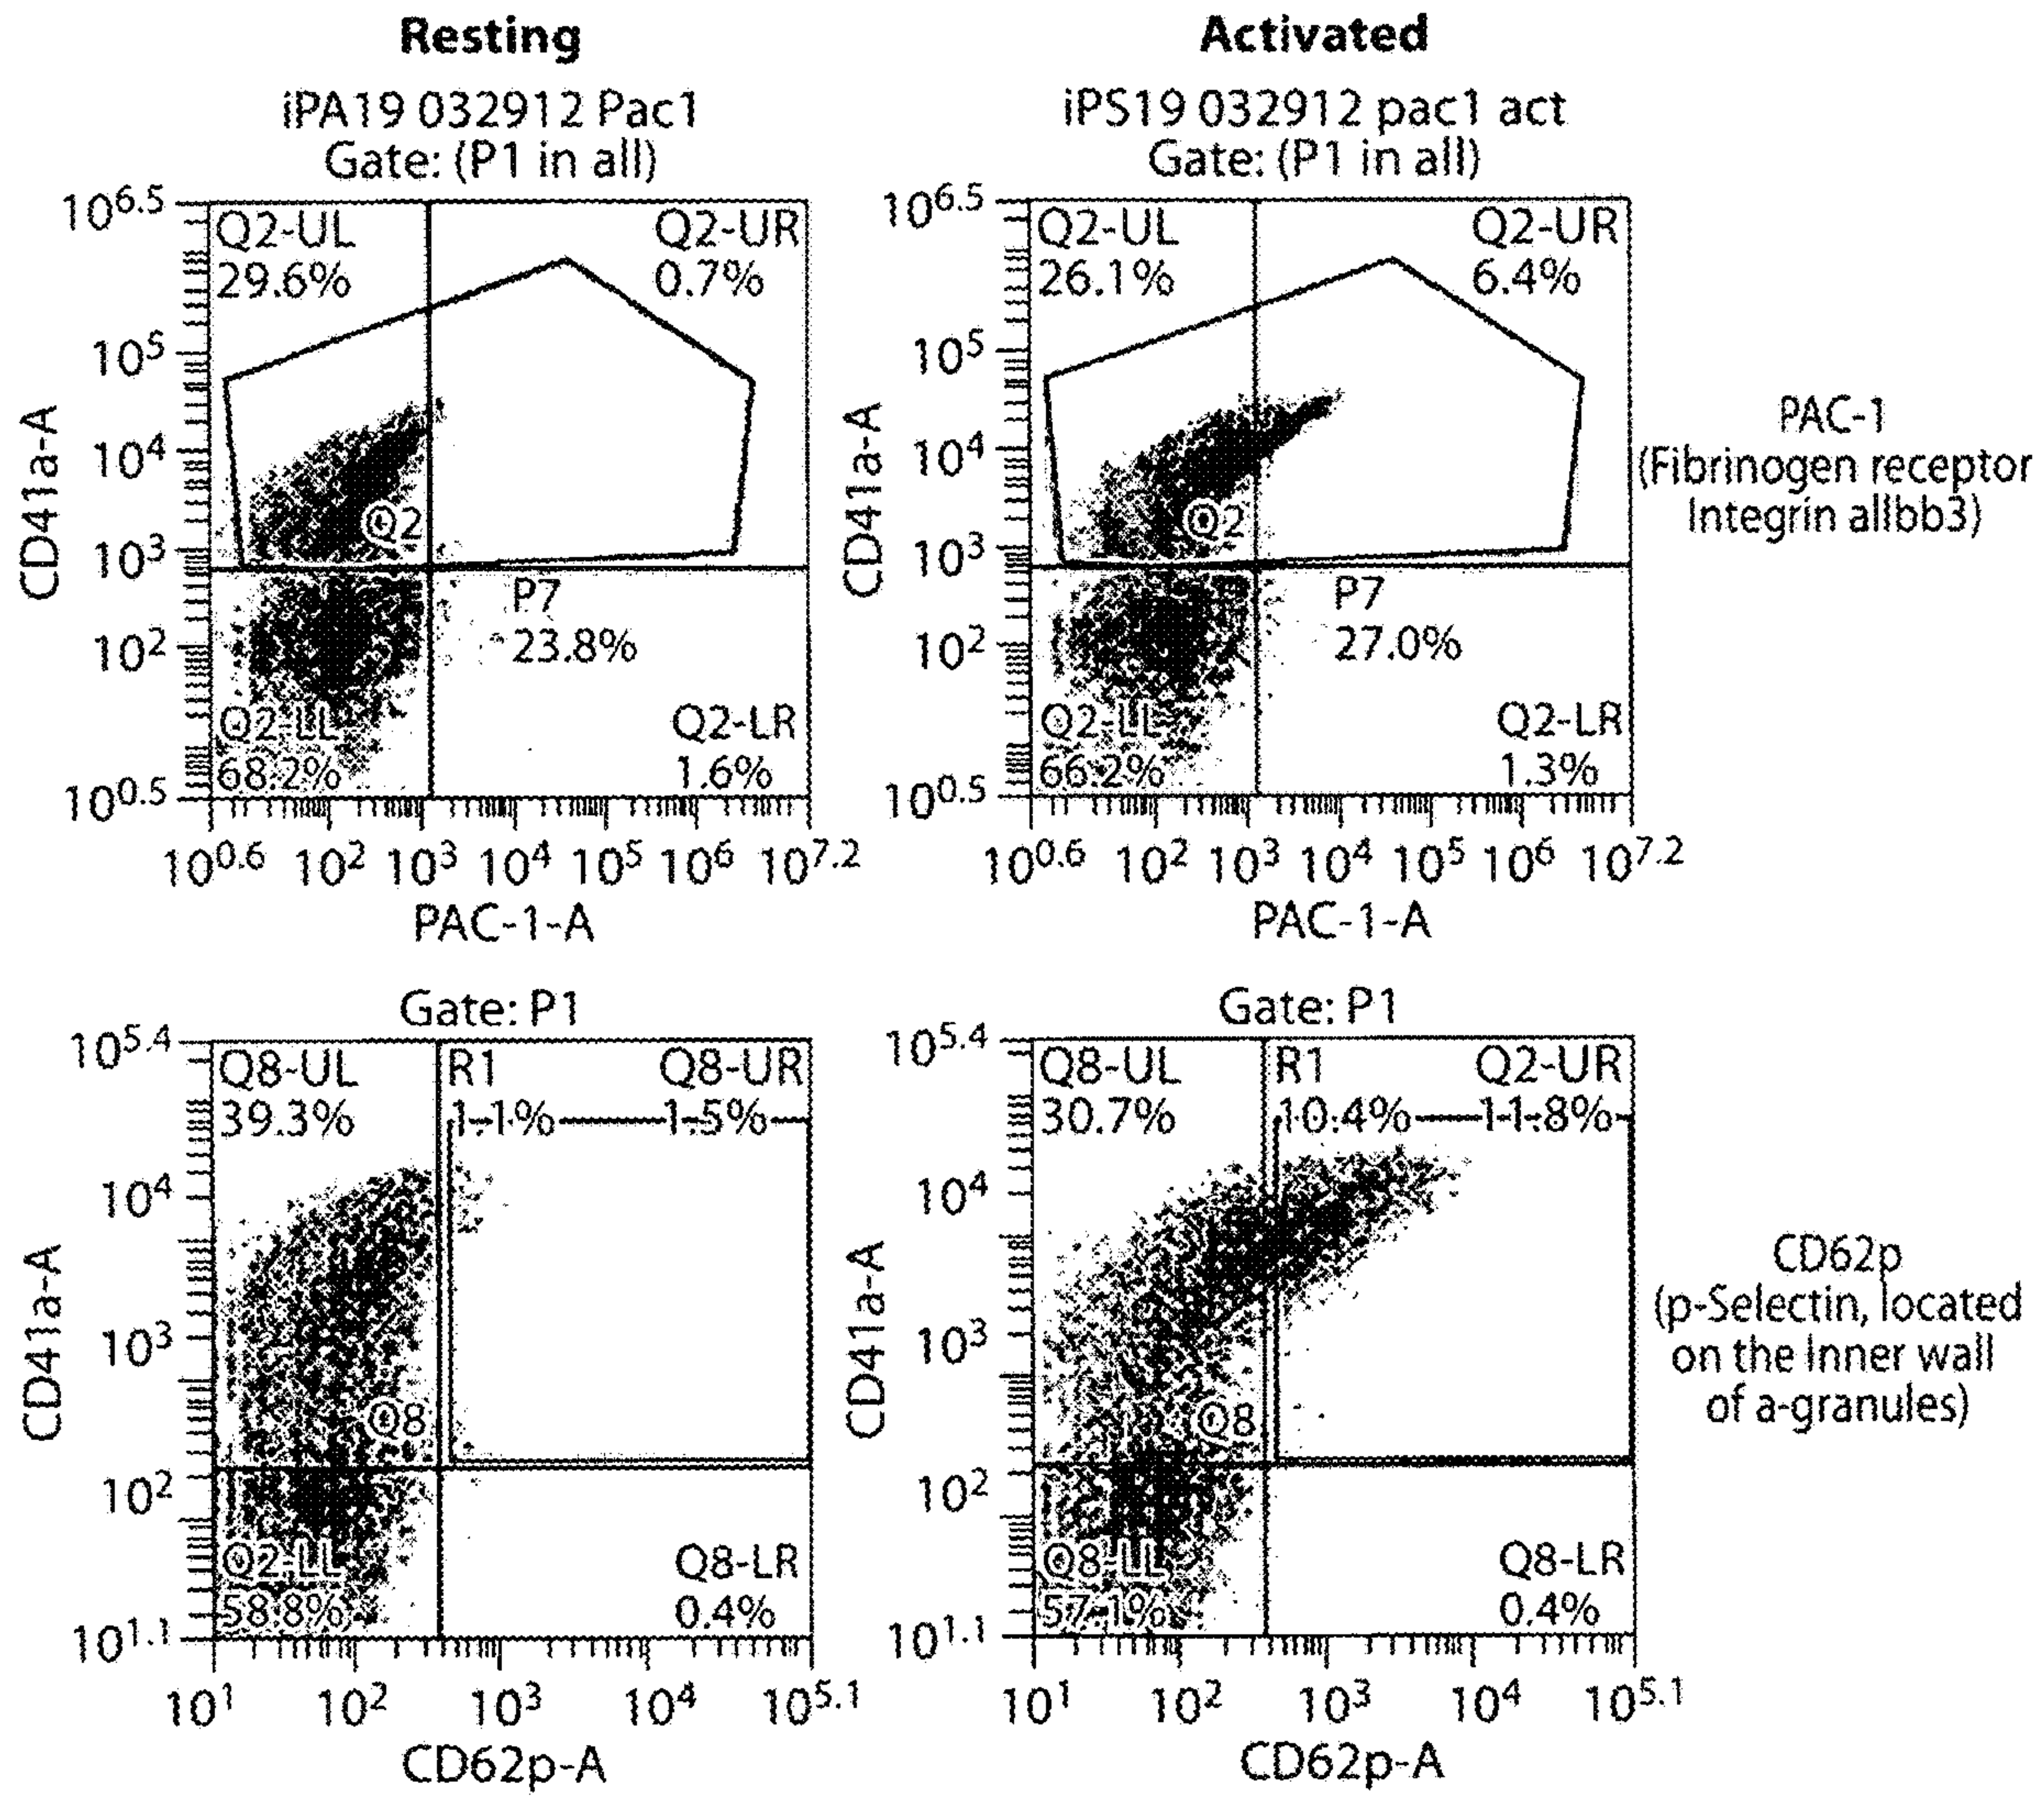 Resting
Activated
iPA19 032912 Pac1
Gate: (P1 in all)
iPS19 032912 pac1 act
Gate: (P1 in all)
10^6.5
Q2-UL
29.6%
Q2-UR
0.7%
10^5
10^4
10^3
10^2
10^0.5
CD41a-A
Q2
P7
23.8%
Q2-LL
68.2%
Q2-LR
1.6%
10^0.6 10^2 10^3 10^4 10^5 10^6 10^7.2
PAC-1-A
10^6.5
Q2-UL
26.1%
Q2-UR
6.4%
10^5
10^4
10^3
10^2
10^0.5
CD41a-A
Q2
P7
27.0%
Q2-LL
66.2%
Q2-LR
1.3%
10^0.6 10^2 10^3 10^4 10^5 10^6 10^7.2
PAC-1-A
PAC-1
(Fibrinogen receptor
Integrin allbb3)
Gate: P1
10^5.4
Q8-UL
39.3%
R1
1.1%
Q8-UR
1.5%
10^4
10^3
10^2
10^1.1
CD41a-A
Q8
Q2-LL
58.8%
Q8-LR
0.4%
10^1 10^2 10^3 10^4 10^5.1
CD62p-A
Gate: P1
10^5.4
Q8-UL
30.7%
R1
10.4%
Q2-UR
11.8%
10^4
10^3
10^2
10^1.1
CD41a-A
Q8
Q8-LL
57.1%
Q8-LR
0.4%
10^1 10^2 10^3 10^4 10^5.1
CD62p-A
CD62p
(p-Selectin, located
on the Inner wall
of a-granules)